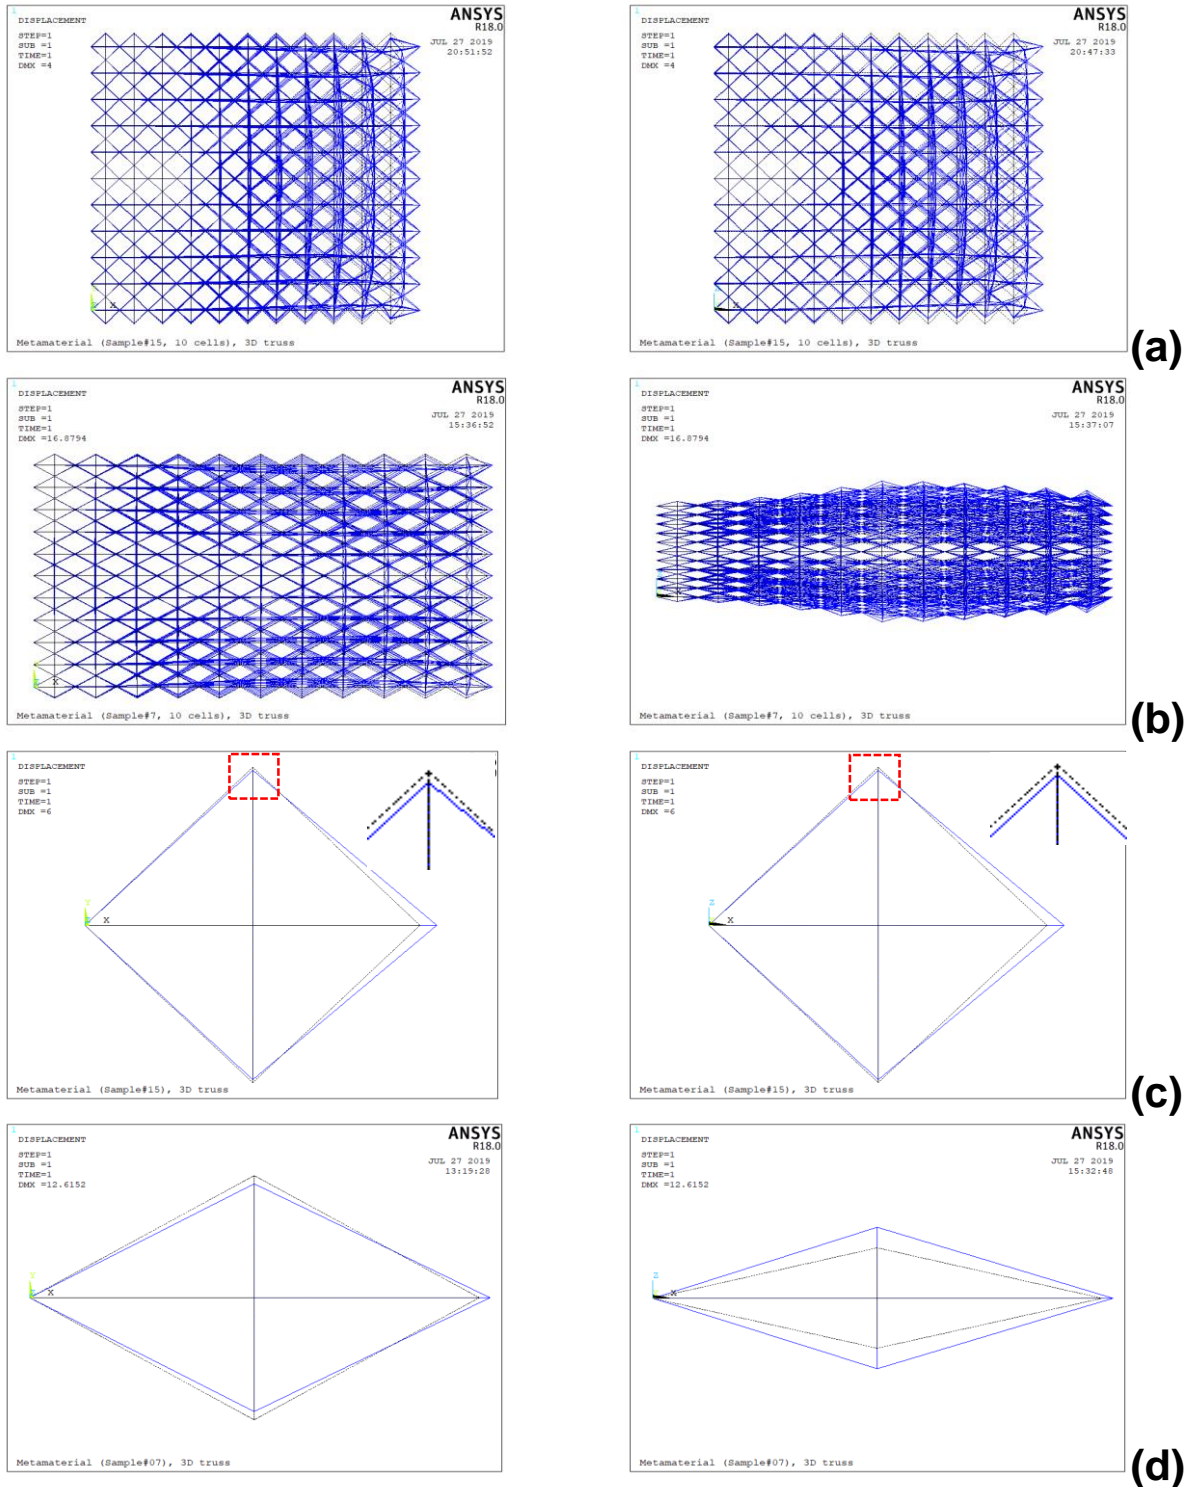 1
DISPLACEMENT
STEP=1
SUB =1
TIME=1
DMX =4
ANSYS
R18.0
JUL 27 2019
20:51:52
X
Metamaterial (Sample#15, 10 cells), 3D truss
1
DISPLACEMENT
STEP=1
SUB =1
TIME=1
DMX =4
ANSYS
R18.0
JUL 27 2019
20:47:33
X
Metamaterial (Sample#15, 10 cells), 3D truss
(a)
1
DISPLACEMENT
STEP=1
SUB =1
TIME=1
DMX =16.8794
ANSYS
R18.0
JUL 27 2019
15:36:52
Y
X
Metamaterial (Sample#7, 10 cells), 3D truss
1
DISPLACEMENT
STEP=1
SUB =1
TIME=1
DMX =16.8794
ANSYS
R18.0
JUL 27 2019
15:37:07
Metamaterial (Sample#7, 10 cells), 3D truss
(b)
1
DISPLACEMENT
STEP=1
SUB =1
TIME=1
DMX =6
Y
Z
X
Metamaterial (Sample#15), 3D truss
1
DISPLACEMENT
STEP=1
SUB =1
TIME=1
DMX =6
Z
X
Metamaterial (Sample#15), 3D truss
(c)
1
DISPLACEMENT
STEP=1
SUB =1
TIME=1
DMX =12.6152
ANSYS
R18.0
JUL 27 2019
13:19:28
Y
Z
X
Metamaterial (Sample#07), 3D truss
1
DISPLACEMENT
STEP=1
SUB =1
TIME=1
DMX =12.6152
ANSYS
R18.0
JUL 27 2019
15:32:48
Z
X
Metamaterial (Sample#07), 3D truss
(d)